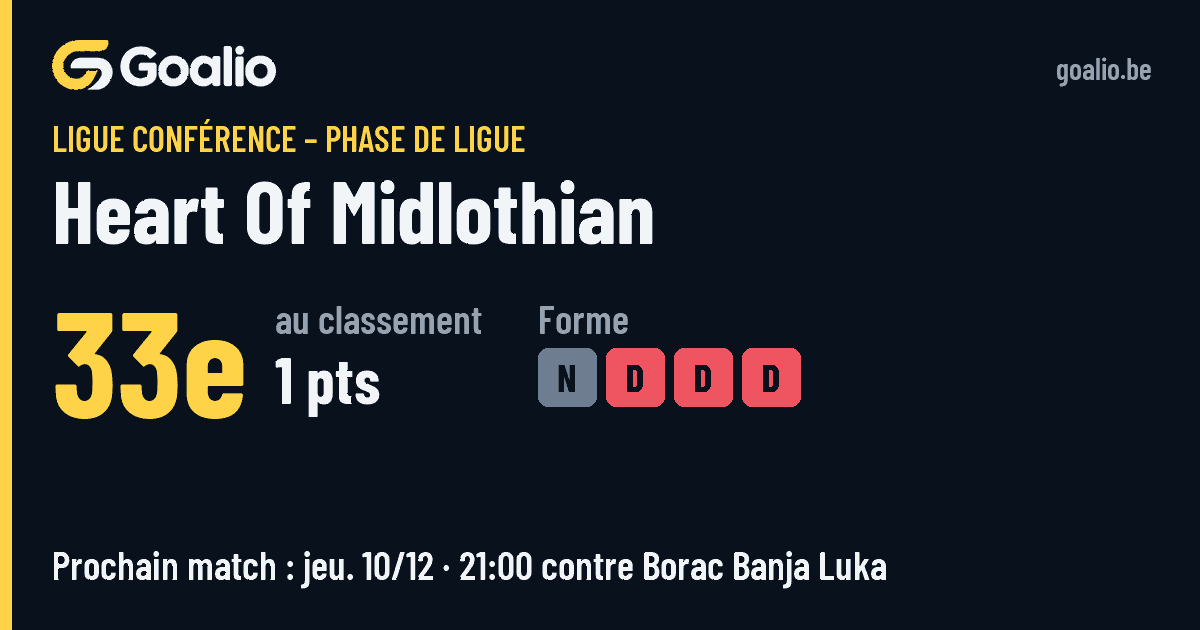 Goalio
goalio.be
LIGUE CONFÉRENCE – PHASE DE LIGUE
Heart Of Midlothian
33e
au classement
1 pts
Forme
N D D D
Prochain match : jeu. 10/12 · 21:00 contre Borac Banja Luka